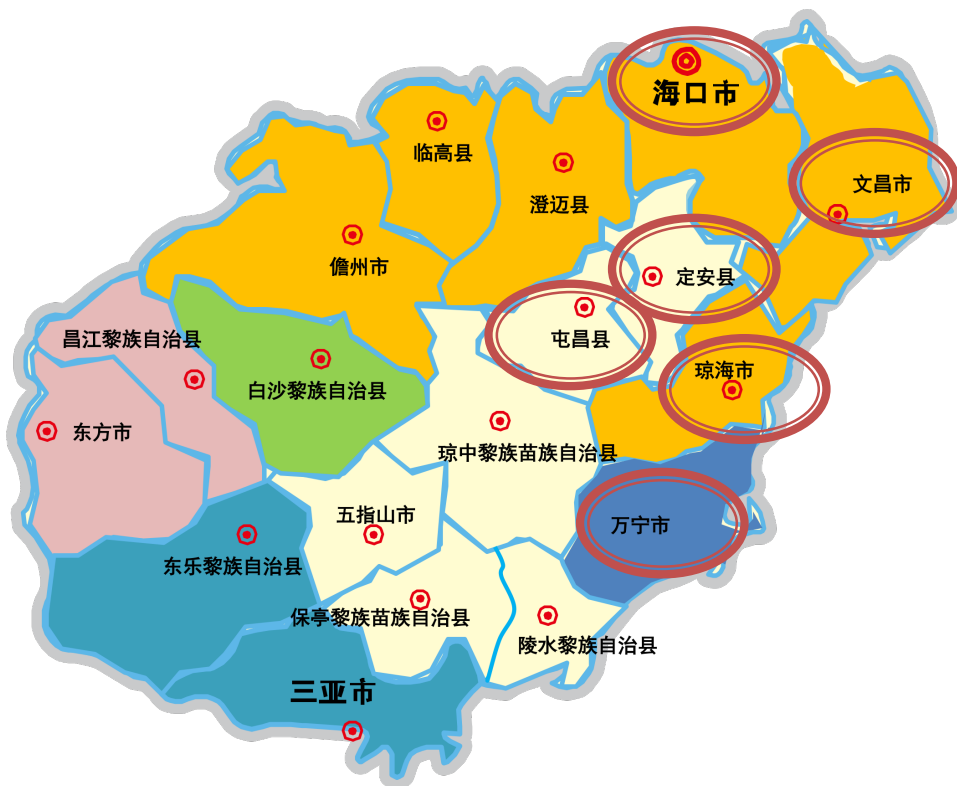 海口市
临高县
文昌市
澄迈县
儋州市
定安县
昌江黎族自治县
屯昌县
琼海市
白沙黎族自治县
东方市
琼中黎族苗族自治县
五指山市
万宁市
东乐黎族自治县
保亭黎族苗族自治县
陵水黎族自治县
三亚市